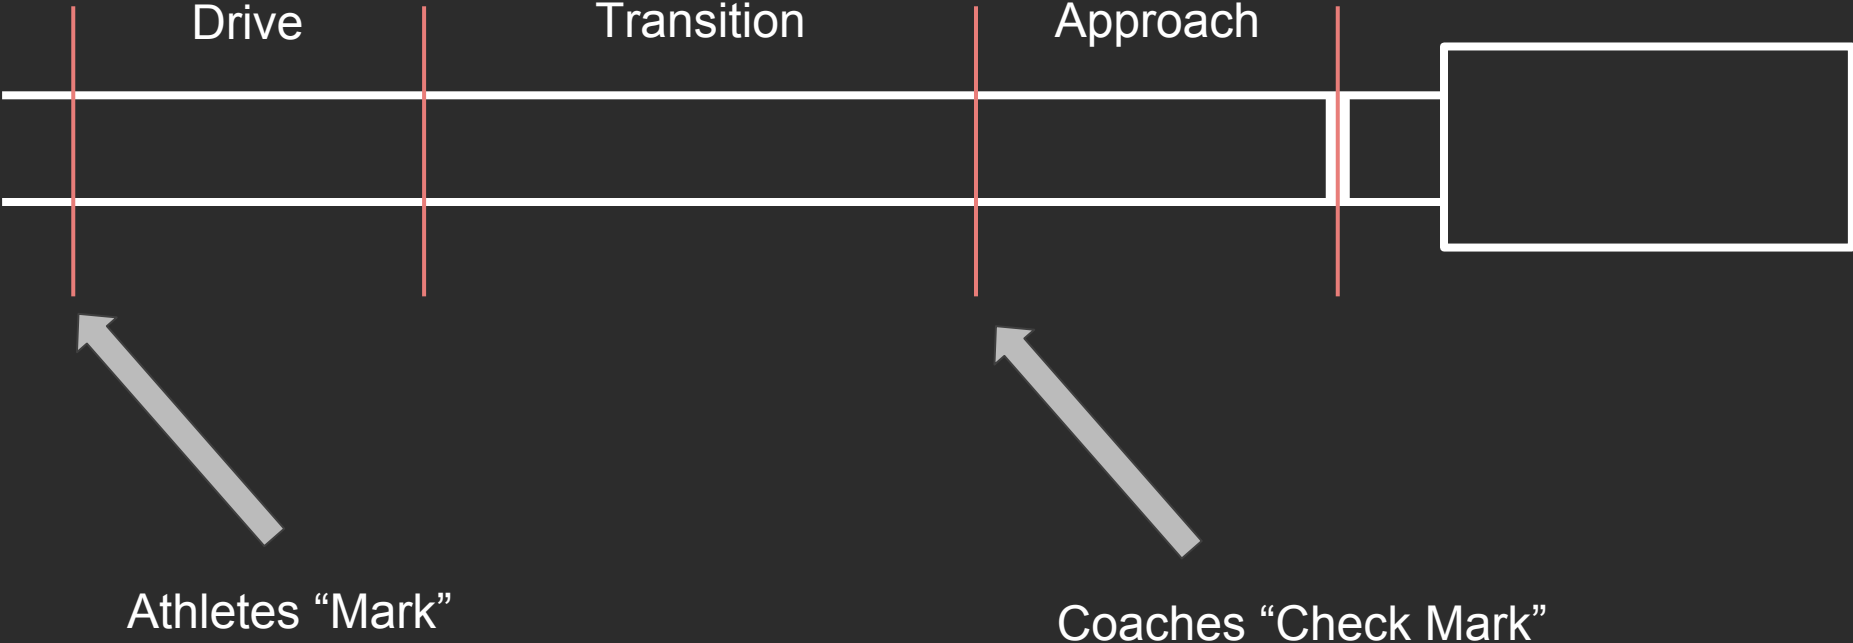 Drive
Transition
Approach
Athletes “Mark”
Coaches “Check Mark”